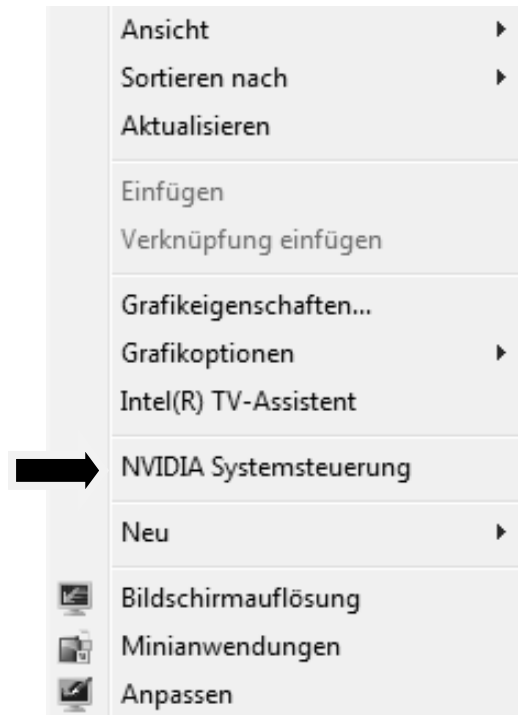 Ansicht
Sortieren nach
Aktualisieren
Einfügen
Verknüpfung einfügen
Grafikeigenschaften...
Grafikoptionen
Intel(R) TV-Assistent
NVIDIA Systemsteuerung
Neu
Bildschirmauflösung
Minianwendungen
Anpassen